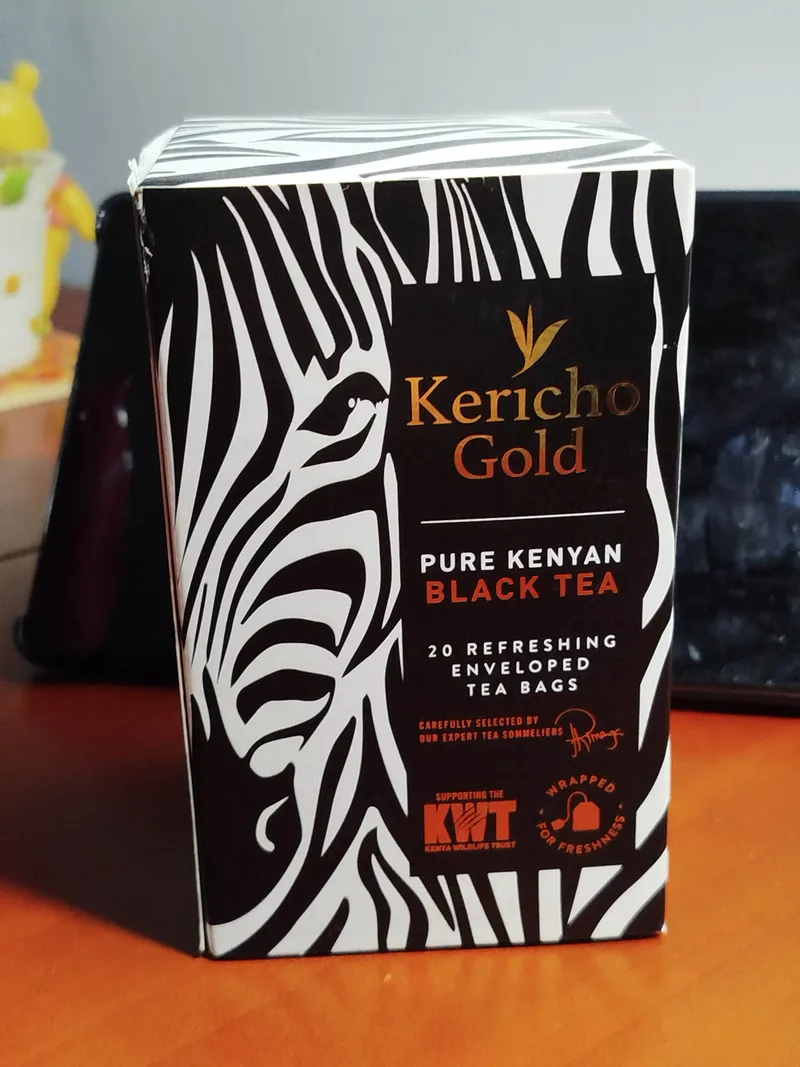 Kericho
Gold
PURE KENYAN
BLACK TEA
20 REFRESHING
ENVELOPED
TEA BAGS
CAREFULLY SELECTED BY
OUR EXPERT TEA SOMMELIERS
SUPPORTING THE
KWT
KENYA WILDLIFE TRUST
WRAPPED
FOR FRESHNESS